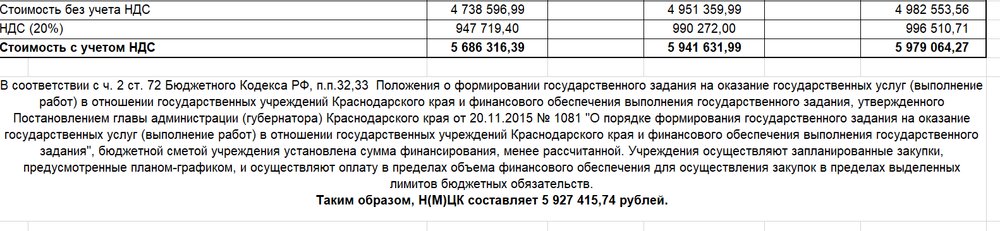 Стоимость без учета НДС 4 738 596,99 4 951 359,99 4 982 553,56
НДС (20%) 947 719,40 990 272,00 996 510,71
Стоимость с учетом НДС 5 686 316,39 5 941 631,99 5 979 064,27
В соответствии с ч. 2 ст. 72 Бюджетного Кодекса РФ, п.п.32,33 Положения о формировании государственного задания на оказание государственных услуг (выполнение
работ) в отношении государственных учреждений Краснодарского края и финансового обеспечения выполнения государственного задания, утвержденного
Постановлением главы администрации (губернатора) Краснодарского края от 20.11.2015 № 1081 "О порядке формирования государственного задания на оказание
государственных услуг (выполнение работ) в отношении государственных учреждений Краснодарского края и финансового обеспечения выполнения государственного
задания", бюджетной сметой учреждения установлена сумма финансирования, менее рассчитанной. Учреждения осуществляют запланированные закупки,
предусмотренные планом-графиком, и осуществляют оплату в пределах объема финансового обеспечения для осуществления закупок в пределах выделенных
лимитов бюджетных обязательств.
Таким образом, Н(М)ЦК составляет 5 927 415,74 рублей.